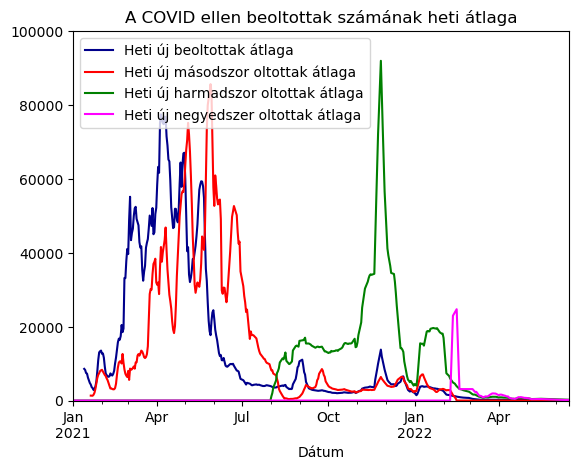 A COVID ellen beoltottak számának heti átlaga
Heti új beoltottak átlaga
Heti új másodszor oltottak átlaga
Heti új harmadszor oltottak átlaga
Heti új negyedszer oltottak átlaga
100000
80000
60000
40000
20000
0
Jan Apr Jul Oct Jan Apr
2021 2022
Dátum